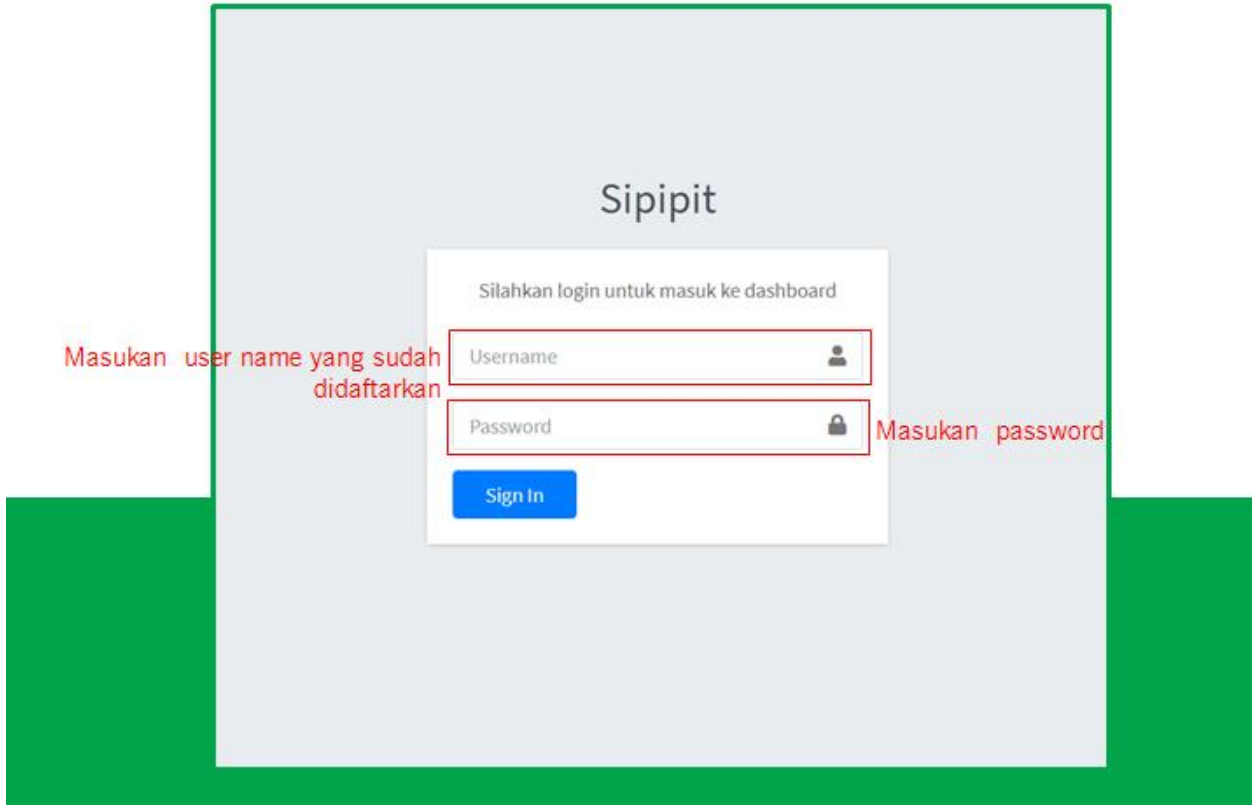 Sipipit
Silahkan login untuk masuk ke dashboard
Masukan user name yang sudah
didaftarkan
Username
Password
Masukan password
Sign In